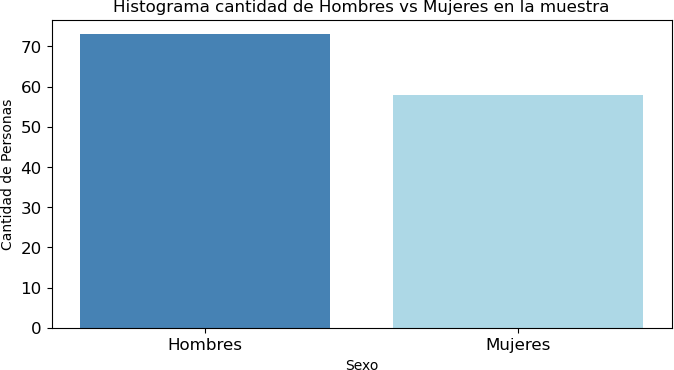 Histograma cantidad de Hombres vs Mujeres en la muestra
Cantidad de Personas
70
60
50
40
30
20
10
0
Hombres Mujeres
Sexo